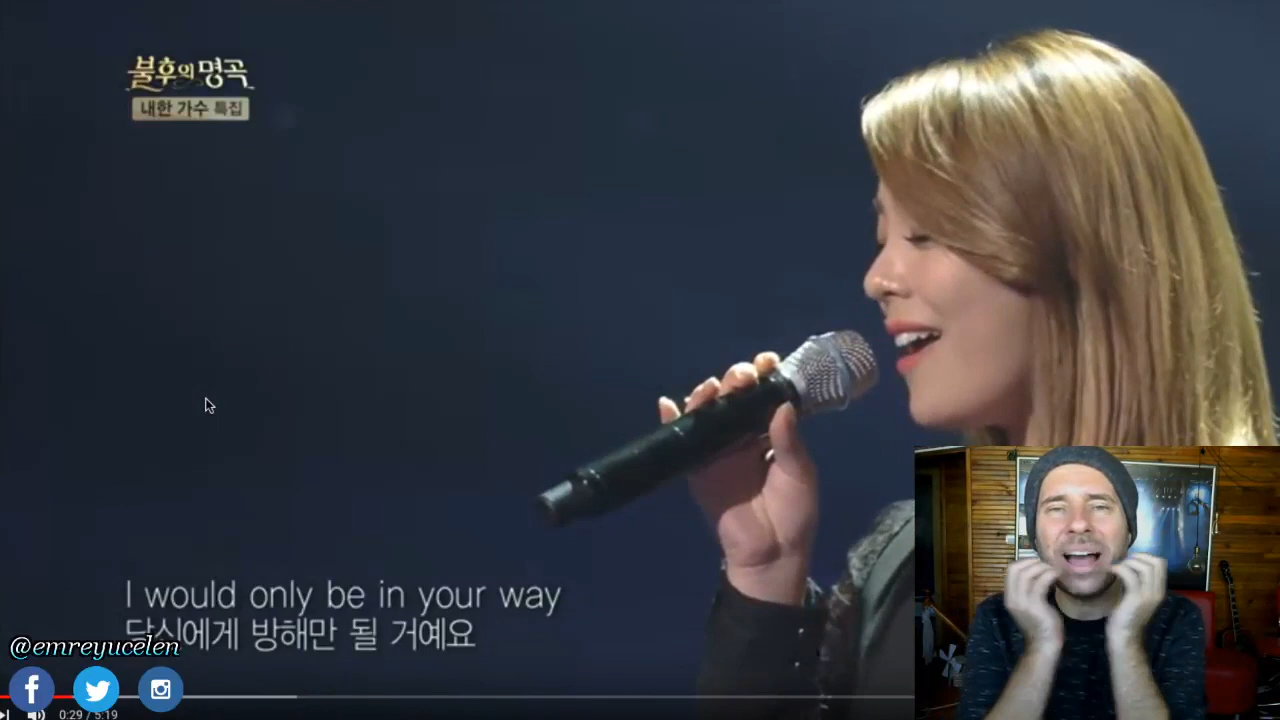 불후의 명곡
내한 가수 특집
I would only be in your way
당신에게 방해만 될 거예요
@emreyucelen
0:29 / 5:19